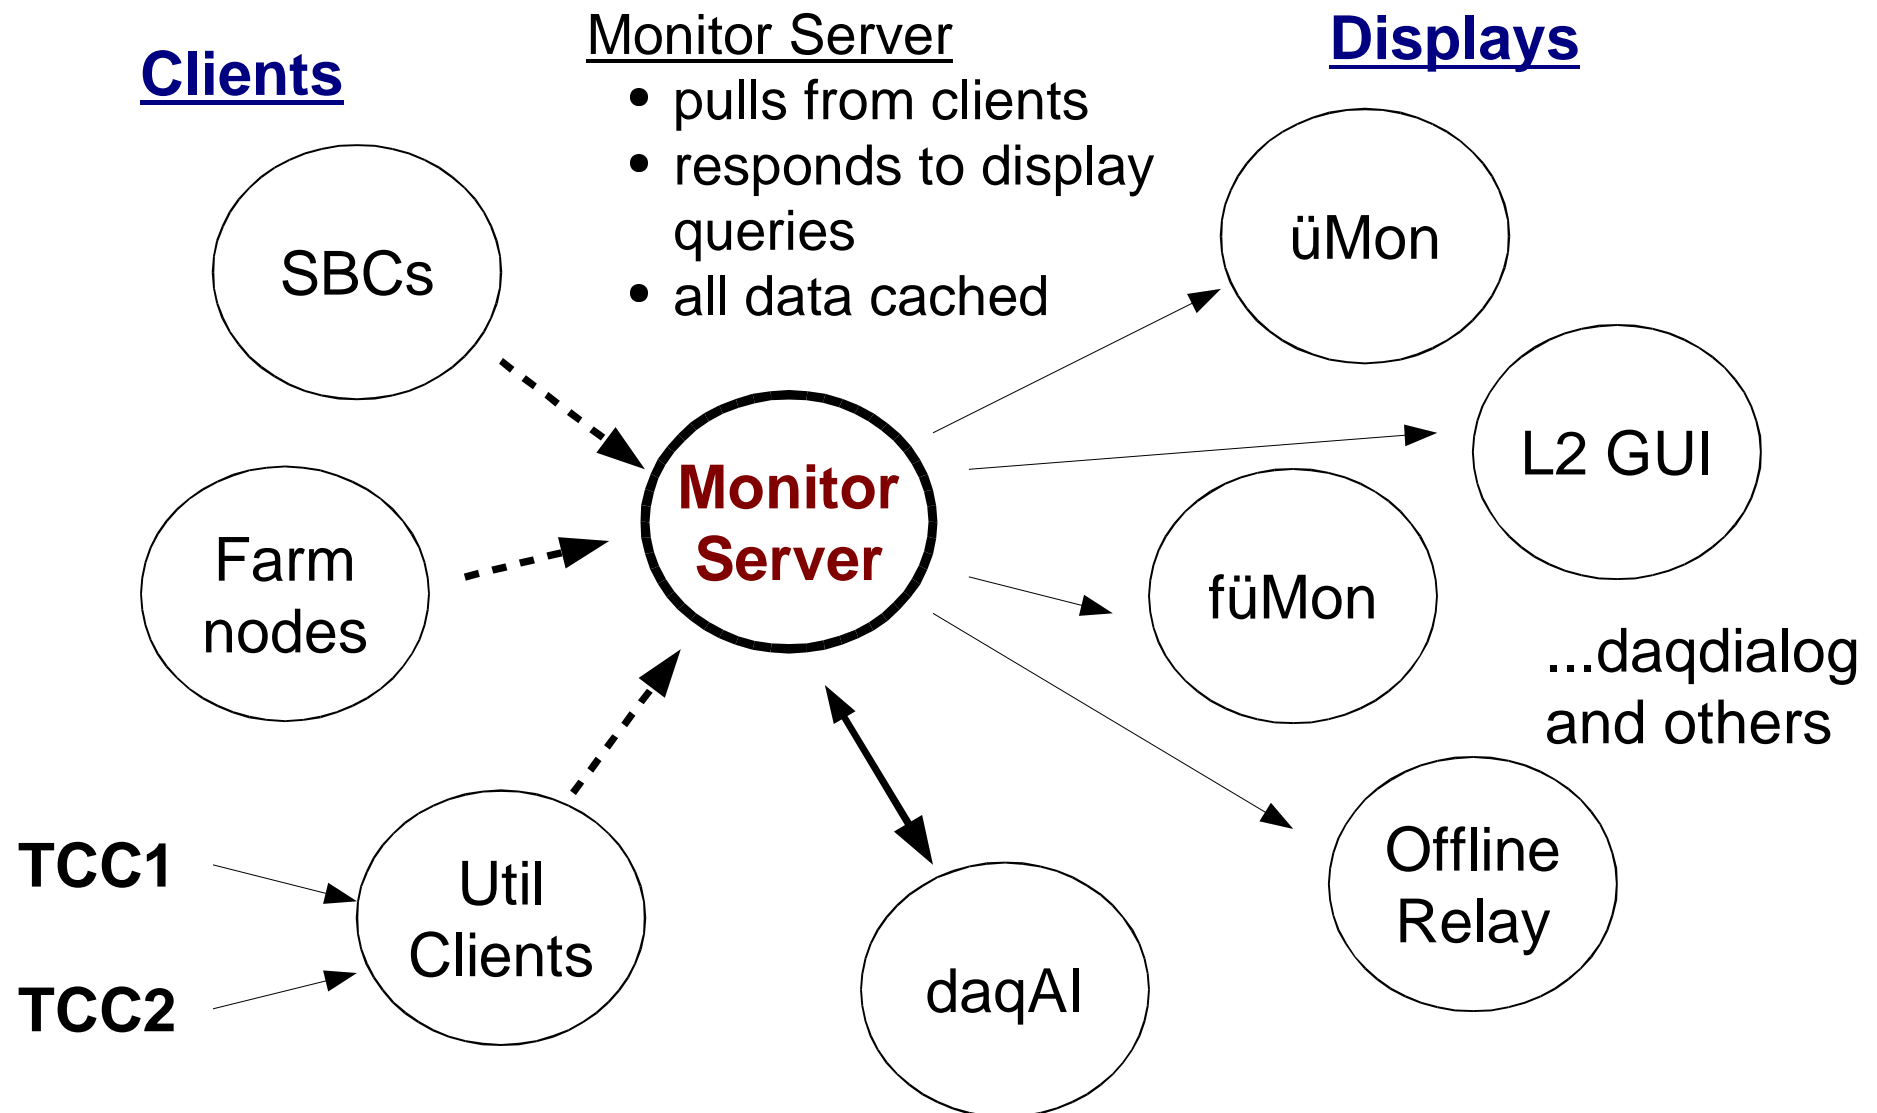 Clients
Monitor Server
• pulls from clients
• responds to display
queries
• all data cached
Displays
SBCs
üMon
L2 GUI
Monitor
Server
Farm
nodes
füMon
...daqdialog
and others
TCC1
TCC2
Util
Clients
daqAI
Offline
Relay